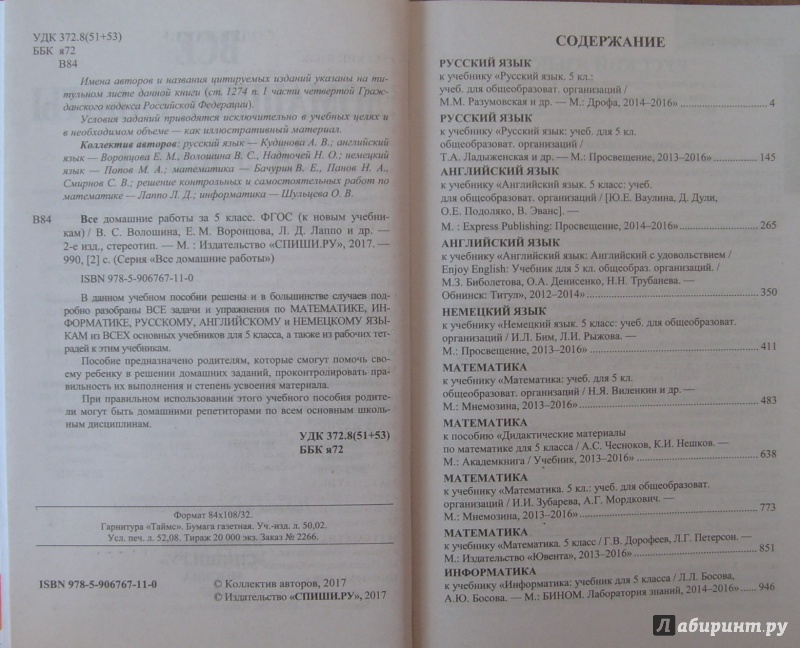 УДК 372.8(51+53)
ББК я72
В84
Имена авторов и названия цитируемых изданий указаны на ти-
тульном листе данной книги (ст. 1274 п. 1 части четвертой Граж-
данского кодекса Российской Федерации).
Условия заданий приводятся исключительно в учебных целях и
в необходимом объеме — как иллюстративный материал.
Коллектив авторов: русский язык — Кудинова А. В.; английский
язык — Воронцова Е. М., Волошина В. С., Надточей Н. О.; немецкий
язык — Попов М. А.; математика — Бачурин В. Е., Панов Н. А.,
Смирнов С. В.; решение контрольных и самостоятельных работ по
математике — Лаппо Л. Д.; информатика — Шульцева О. В.
В84 Все домашние работы за 5 класс. ФГОС (к новым учебни-
кам) / В. С. Волошина, Е. М. Воронцова, Л. Д. Лаппо и др. —
2-е изд., стереотип. — М. : Издательство «СПИШИ.РУ», 2017. —
990, [2] с. (Серия «Все домашние работы»)
ISBN 978-5-906767-11-0
В данном учебном пособии решены и в большинстве случаев под-
робно разобраны ВСЕ задачи и упражнения по МАТЕМАТИКЕ, ИН-
ФОРМАТИКЕ, РУССКОМУ, АНГЛИЙСКОМУ и НЕМЕЦКОМУ ЯЗЫ-
КАМ из ВСЕХ основных учебников для 5 класса, а также из рабочих тет-
радей к этим учебникам.
Пособие предназначено родителям, которые смогут помочь свое-
му ребенку в решении домашних заданий, проконтролировать пра-
вильность их выполнения и степень усвоения материала.
При правильном использовании этого учебного пособия родите-
ли могут быть домашними репетиторами по всем основным школь-
ным дисциплинам.
УДК 372.8(51+53)
ББК я72
Формат 84х108/32.
Гарнитура «Таймс». Бумага газетная. Уч.-изд. л. 50,02.
Усл. печ. л. 52,08. Тираж 20 000 экз. Заказ № 2266.
ISBN 978-5-906767-11-0
© Коллектив авторов, 2017
© Издательство «СПИШИ.РУ», 2017
СОДЕРЖАНИЕ
РУССКИЙ ЯЗЫК
к учебнику «Русский язык. 5 кл.:
учеб. для общеобразоват. организаций /
М.М. Разумовская и др. — М.: Дрофа, 2014–2016» 4
РУССКИЙ ЯЗЫК
к учебнику «Русский язык: учеб. для 5 кл.
общеобразоват. организаций /
Т.А. Ладыженская и др. — М.: Просвещение, 2013–2016» 145
АНГЛИЙСКИЙ ЯЗЫК
к учебнику «Английский язык. 5 класс: учеб.
для общеобразоват. организаций / [Ю.Е. Ваулина, Д. Дули,
О.Е. Подоляко, В. Эванс]. —
М. : Express Publishing: Просвещение, 2014–2016» 265
АНГЛИЙСКИЙ ЯЗЫК
к учебнику «Английский язык: Английский с удовольствием /
Enjoy English: Учебник для 5 кл. общеобраз. организаций. /
М.З. Биболетова, О.А. Денисенко, Н.Н. Трубанева. —
Обнинск: Титул», 2012–2014» 350
НЕМЕЦКИЙ ЯЗЫК
к учебнику «Немецкий язык. 5 класс: учеб. для общеобразоват.
организаций / И.Л. Бим, Л.И. Рыжова. —
М.: Просвещение, 2013–2016» 411
МАТЕМАТИКА
к учебнику «Математика: учеб. для 5 кл.
общеобразоват. организаций / Н.Я. Виленкин и др. —
М.: Мнемозина, 2013–2016» 483
МАТЕМАТИКА
к пособию «Дидактические материалы
по математике для 5 класса / А.С. Чесноков, К.И. Нешков. —
М.: Академкнига / Учебник, 2013–2016» 638
МАТЕМАТИКА
к учебнику «Математика. 5 кл.: учеб. для общеобразоват.
организаций / И.И. Зубарева, А.Г. Мордкович. —
М.: Мнемозина, 2013–2016» 773
МАТЕМАТИКА
к учебнику «Математика. 5 класс / Г.В. Дорофеев, Л.Г. Петерсон. —
М.: Издательство «Ювента», 2013–2016» 851
ИНФОРМАТИКА
к учебнику «Информатика: учебник для 5 класса / Л.Л. Босова,
А.Ю. Босова. — М.: БИНОМ. Лаборатория знаний, 2014–2016» 946
Лабиринт.ру